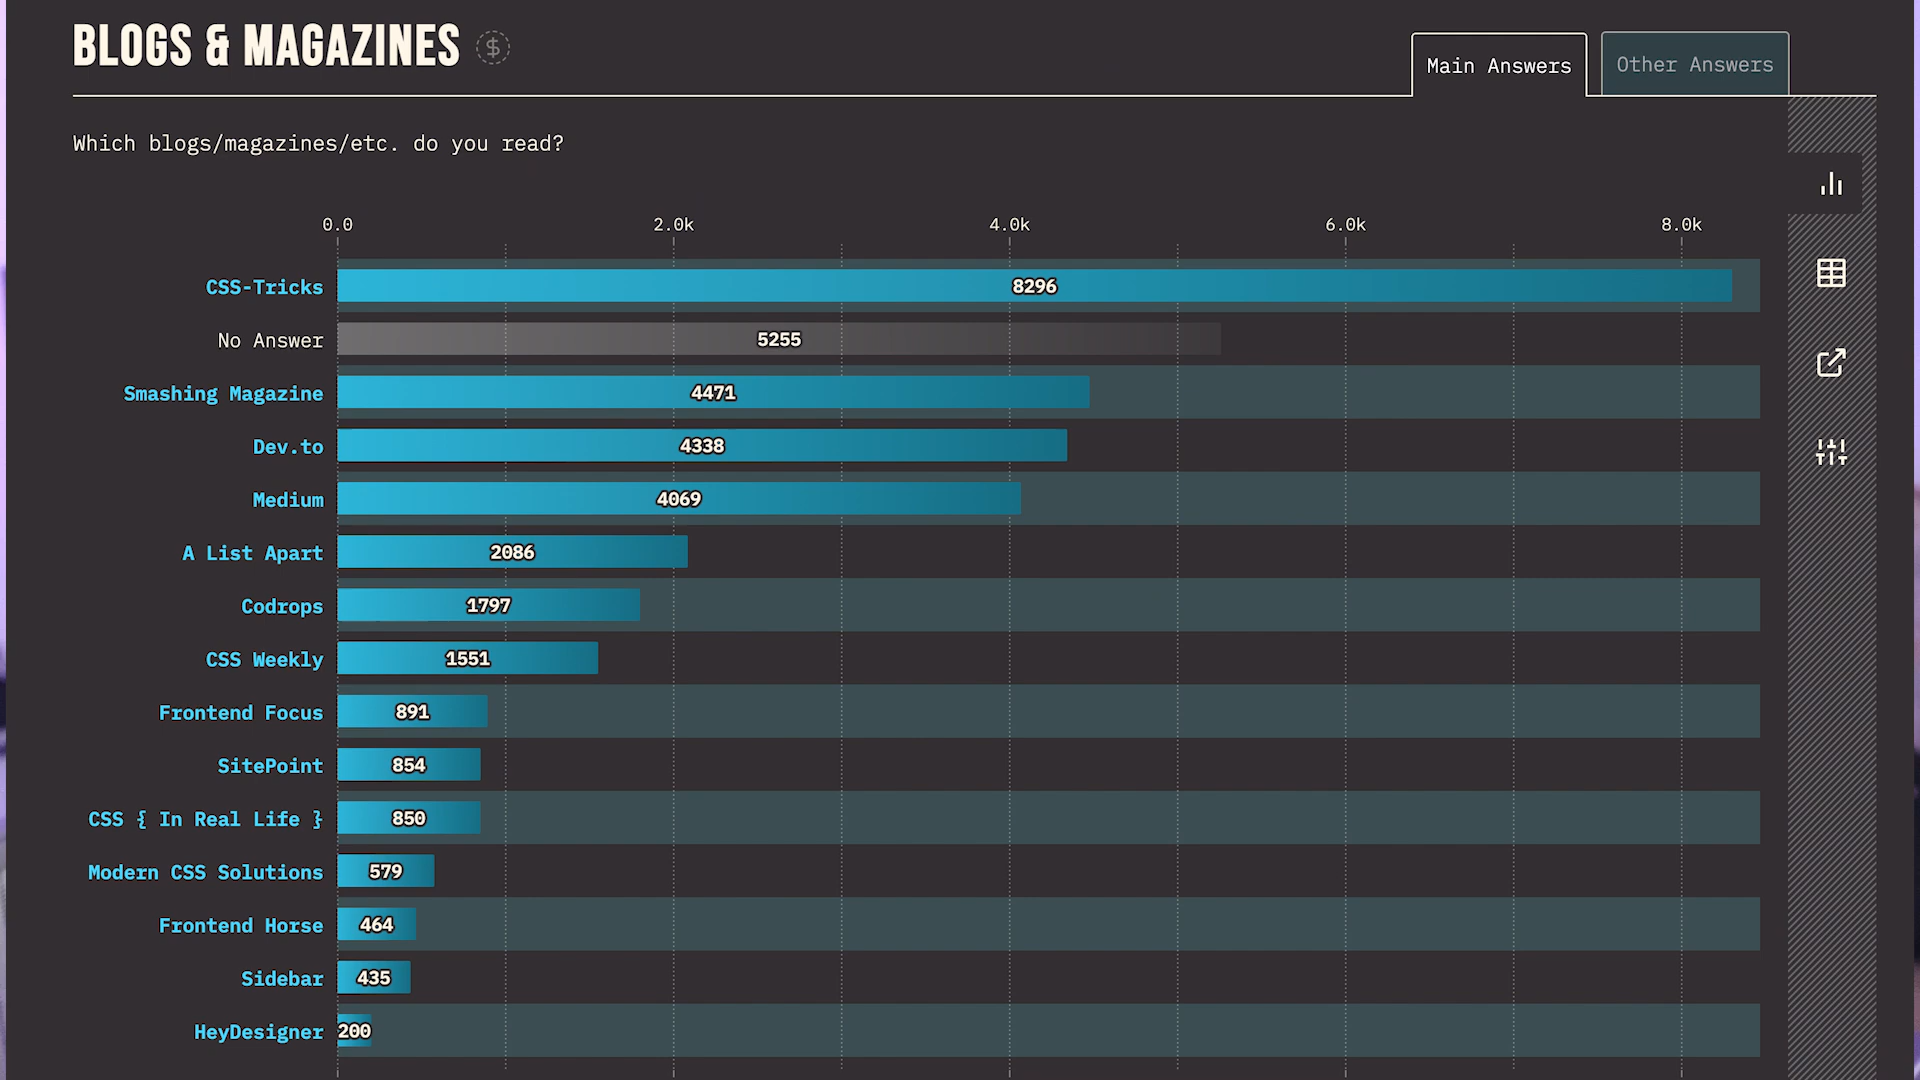 BLOGS & MAGAZINES $
Main Answers
Other Answers
Which blogs/magazines/etc. do you read?
0.0 2.0k 4.0k 6.0k 8.0k
CSS-Tricks 8296
No Answer 5255
Smashing Magazine 4471
Dev.to 4338
Medium 4069
A List Apart 2086
Codrops 1797
CSS Weekly 1551
Frontend Focus 891
SitePoint 854
CSS { In Real Life } 850
Modern CSS Solutions 579
Frontend Horse 464
Sidebar 435
HeyDesigner 200